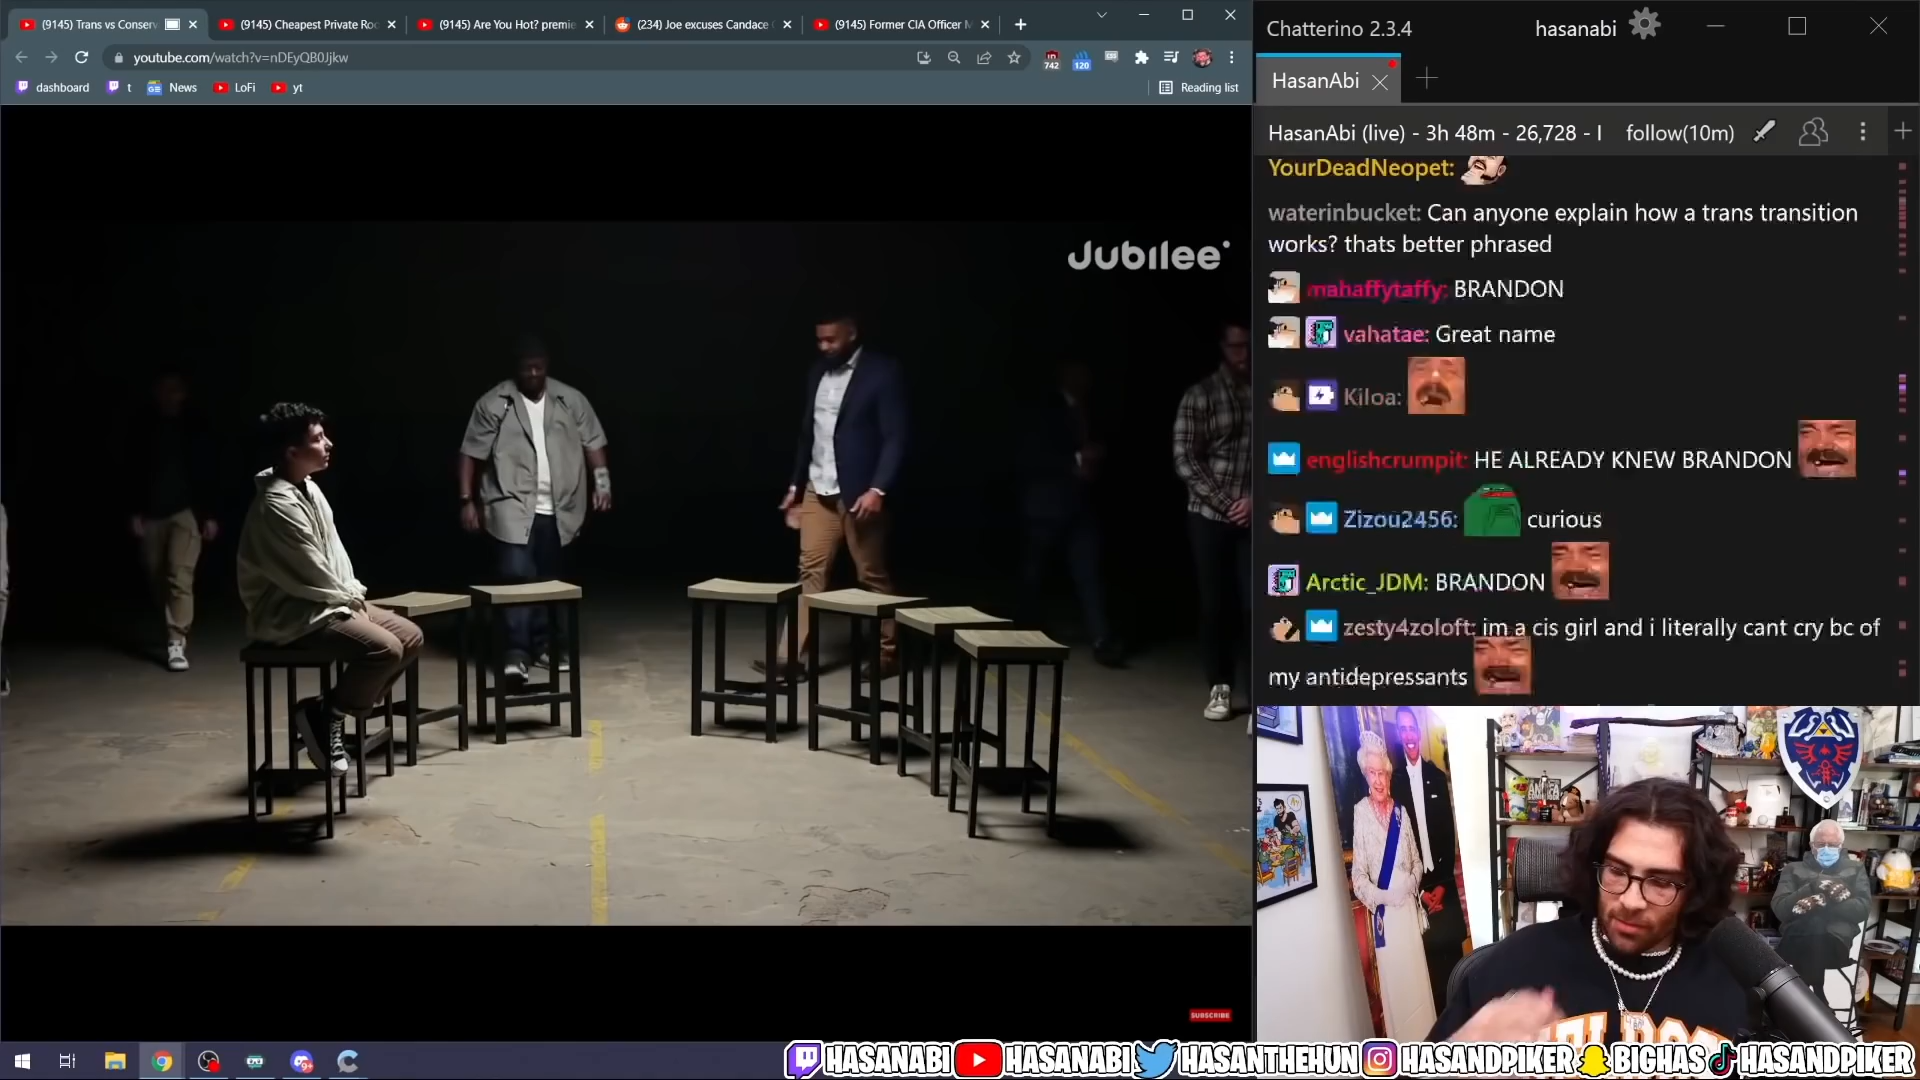 (9145) Trans vs Conserv
(9145) Cheapest Private Ro
(9145) Are You Hot? premie
(234) Joe excuses Candace
(9145) Former CIA Officer M
youtube.com/watch?v=nDEyQB0Jjkw
742
120
dashboard
t
News
LoFi
yt
Reading list
Jubilee
SUBSCRIBE
Chatterino 2.3.4
hasanabi
HasanAbi
HasanAbi (live) - 3h 48m - 26,728 - I
follow(10m)
YourDeadNeopet:
waterinbucket: Can anyone explain how a trans transition
works? thats better phrased
mahaffytaffy: BRANDON
vahatae: Great name
Kiloa:
englishcrumpit: HE ALREADY KNEW BRANDON
Zizou2456: curious
Arctic_JDM: BRANDON
zesty4zoloft: im a cis girl and i literally cant cry bc of
my antidepressants
HASANABI HASANABI HASANTHEHUN HASANDPIKER BIGHAS HASANDPIKER